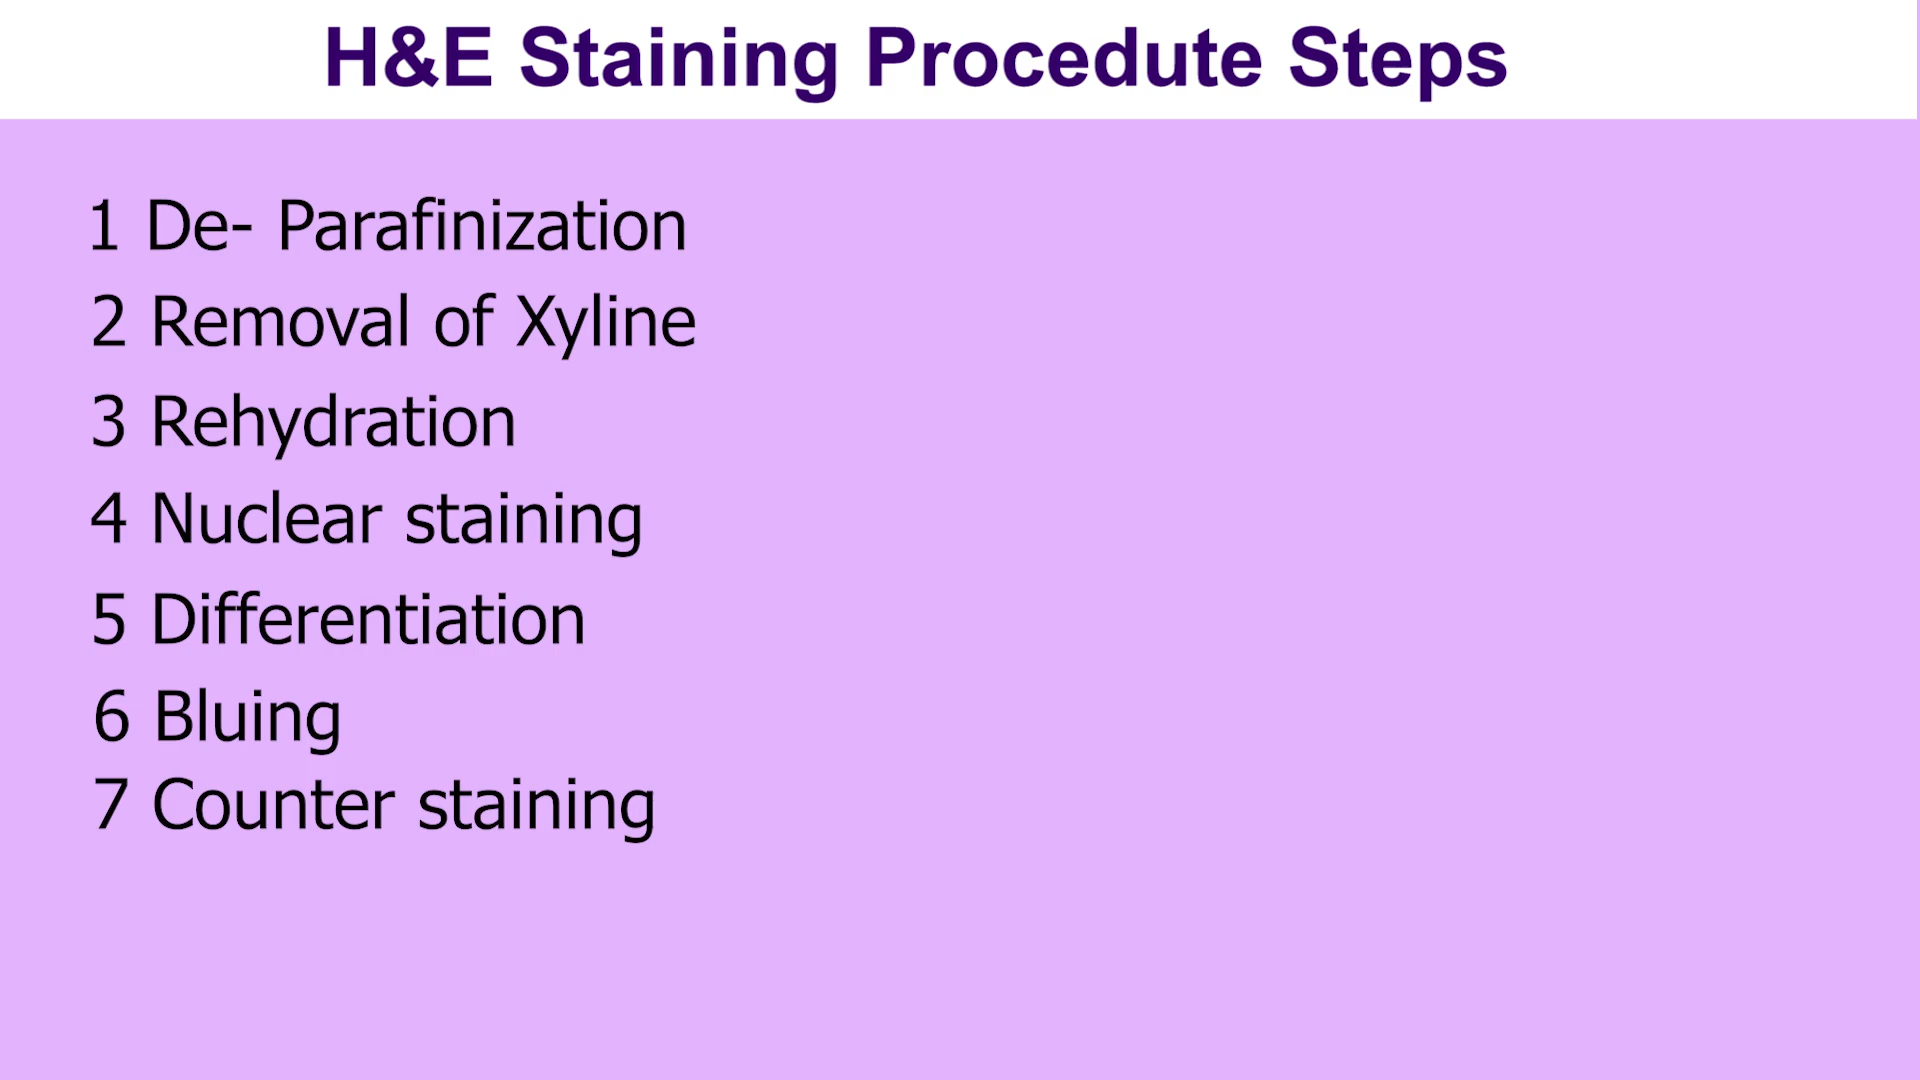 H&E Staining Procedute Steps
1 De- Parafinization
2 Removal of Xyline
3 Rehydration
4 Nuclear staining
5 Differentiation
6 Bluing
7 Counter staining